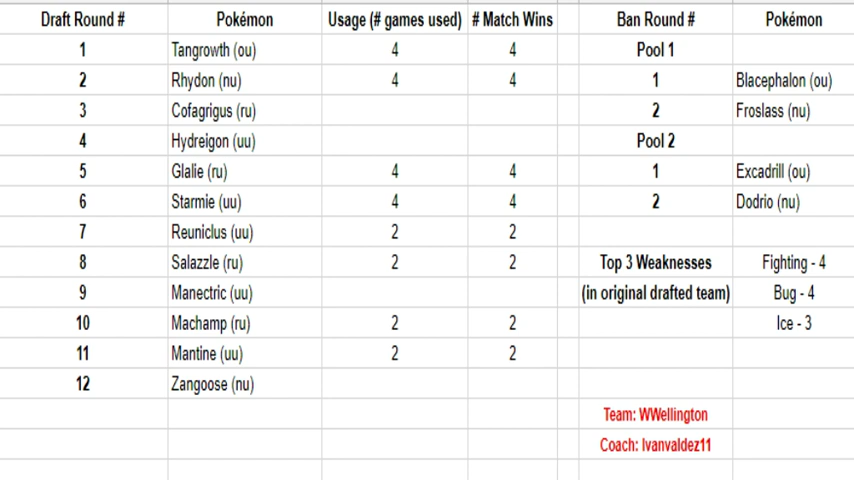 Draft Round # Pokémon Usage (# games used) # Match Wins Ban Round # Pokémon
1 Tangrowth (ou) 4 4 Pool 1
2 Rhydon (nu) 4 4 1 Blacephalon (ou)
3 Cofagrigus (ru) 2 Froslass (nu)
4 Hydreigon (uu) Pool 2
5 Glalie (ru) 4 4 1 Excadrill (ou)
6 Starmie (uu) 4 4 2 Dodrio (nu)
7 Reuniclus (uu) 2 2
8 Salazzle (ru) 2 2 Top 3 Weaknesses Fighting - 4
9 Manectric (uu) (in original drafted team) Bug - 4
10 Machamp (ru) 2 2 Ice - 3
11 Mantine (uu) 2 2
12 Zangoose (nu)
Team: WWellington
Coach: Ivanvaldez11